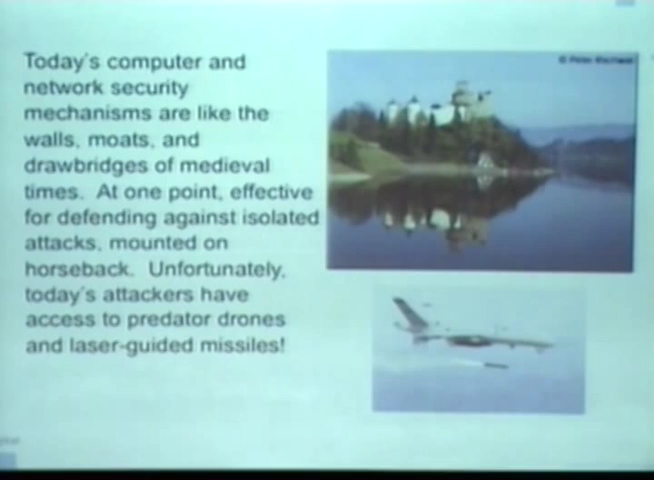 Today's computer and
network security
mechanisms are like the
walls, moats, and
drawbridges of medieval
times. At one point, effective
for defending against isolated
attacks, mounted on
horseback. Unfortunately,
today's attackers have
access to predator drones
and laser-guided missiles!
© Peter